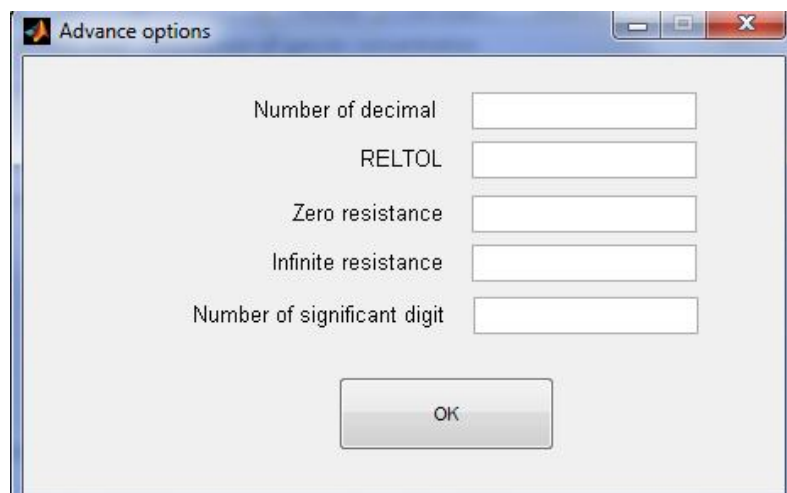 Advance options
Number of decimal
RELTOL
Zero resistance
Infinite resistance
Number of significant digit
OK